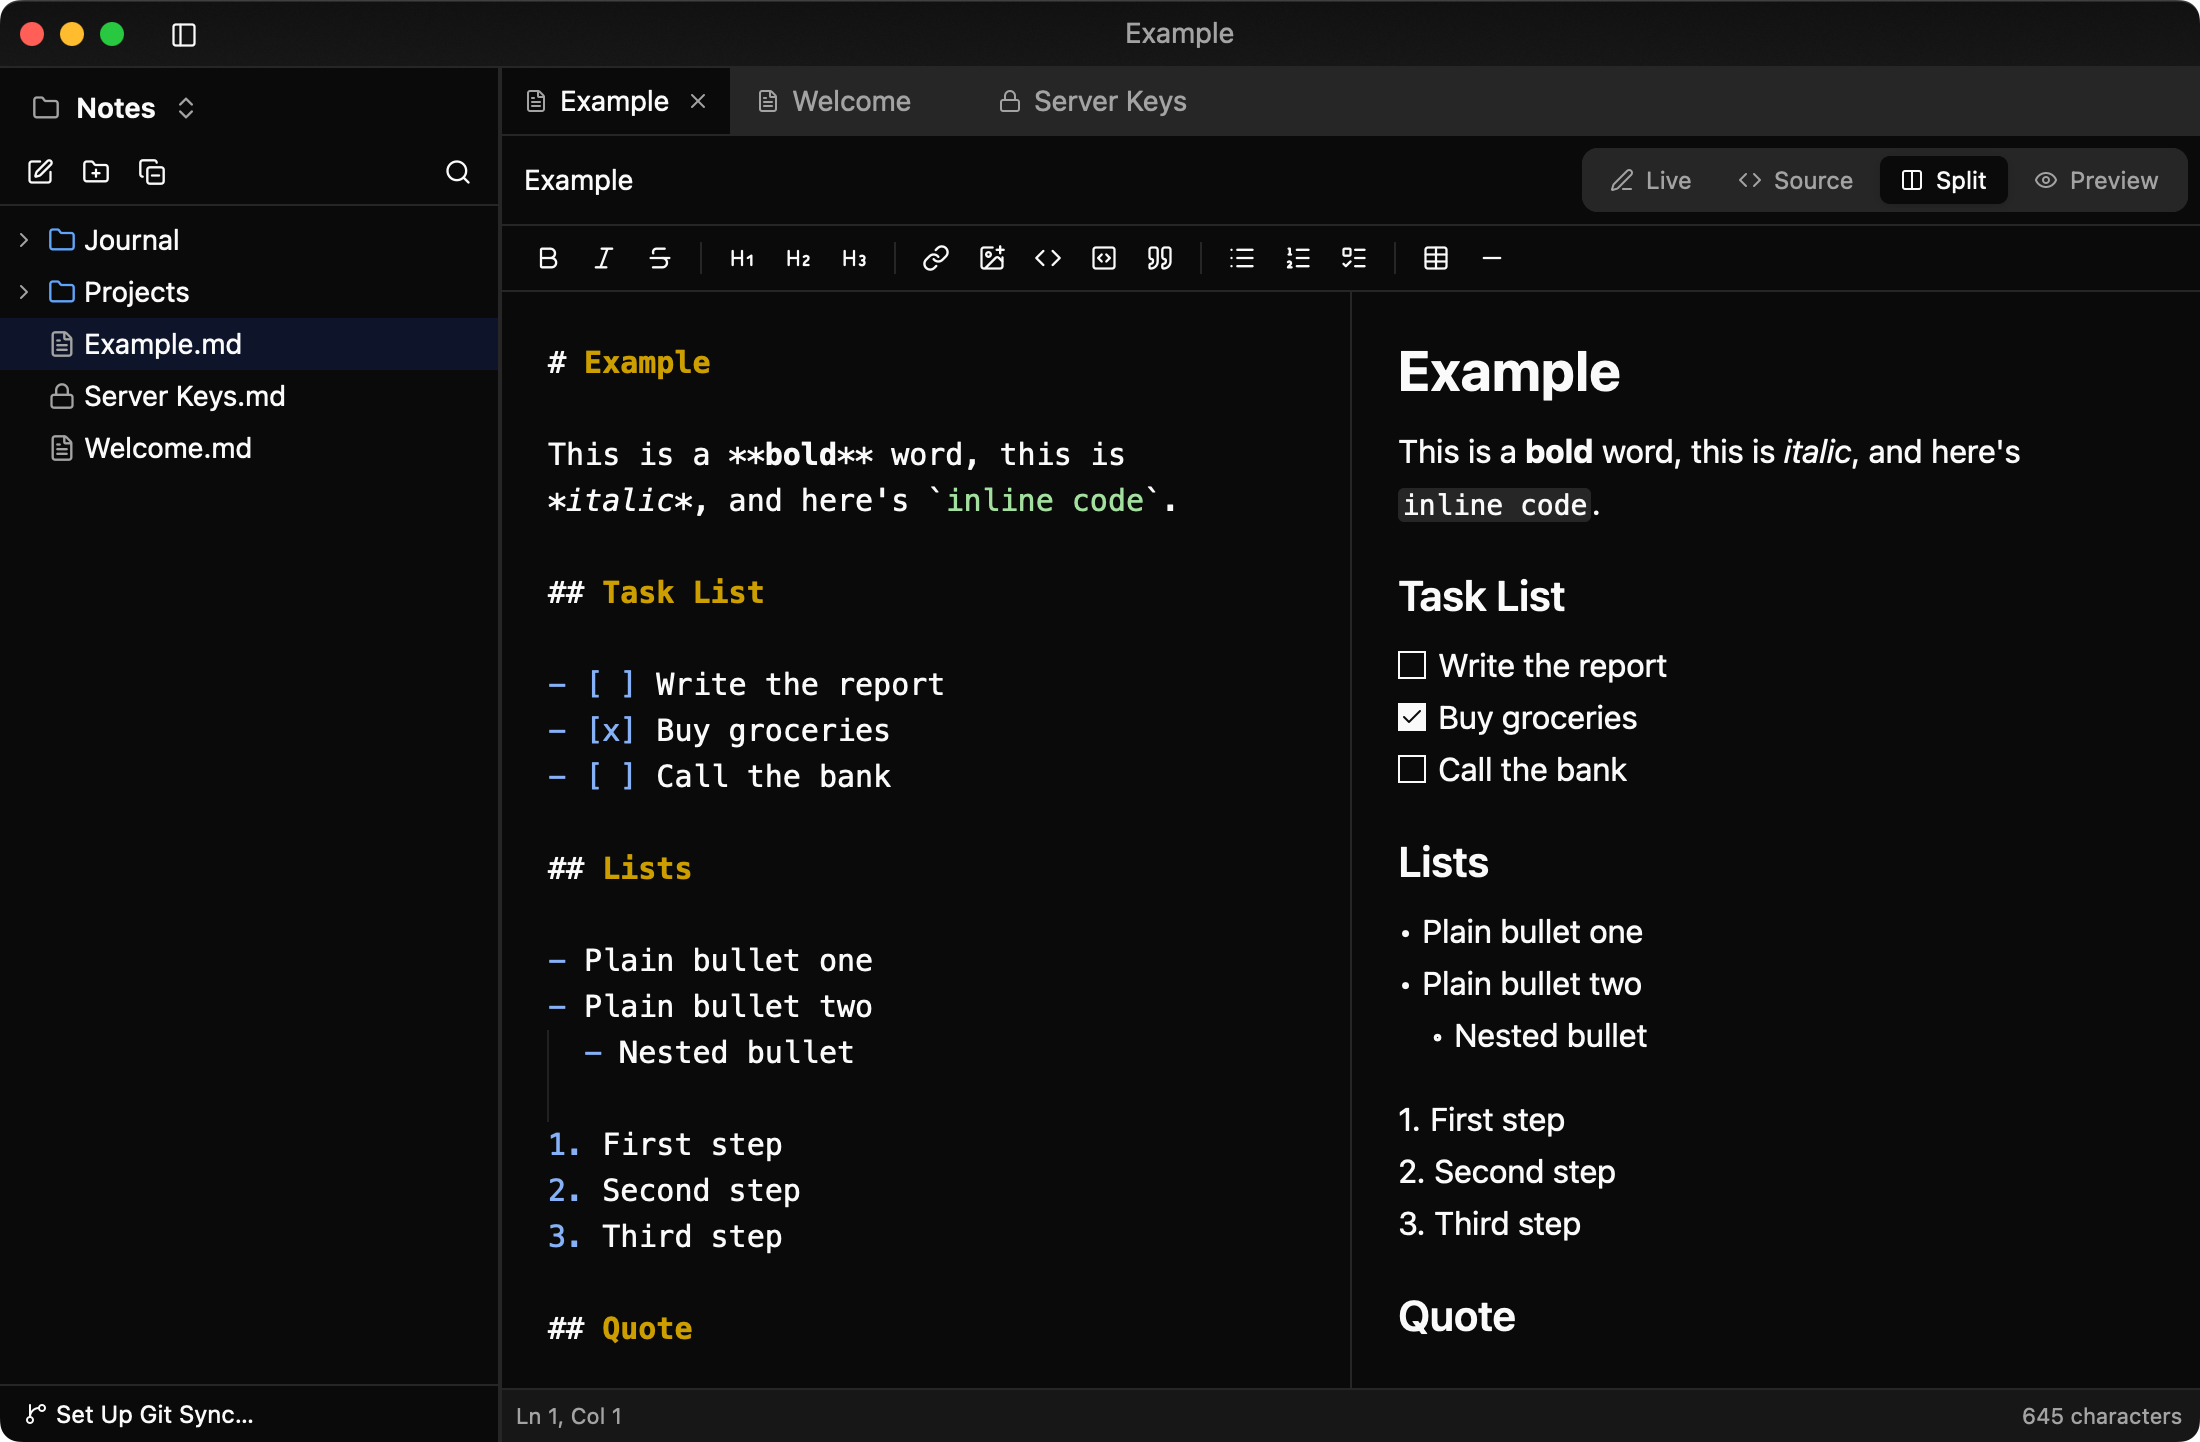 Example
Notes
Journal
Projects
Example.md
Server Keys.md
Welcome.md
Set Up Git Sync...
Example
Welcome
Server Keys
Example
Live
Source
Split
Preview
B I S H1 H2 H3
# Example
This is a **bold** word, this is
*italic*, and here's `inline code`.
## Task List
- [ ] Write the report
- [x] Buy groceries
- [ ] Call the bank
## Lists
- Plain bullet one
- Plain bullet two
- Nested bullet
1. First step
2. Second step
3. Third step
## Quote
Example
This is a bold word, this is italic, and here's
inline code.
Task List
Write the report
Buy groceries
Call the bank
Lists
• Plain bullet one
• Plain bullet two
◦ Nested bullet
1. First step
2. Second step
3. Third step
Quote
Ln 1, Col 1
645 characters